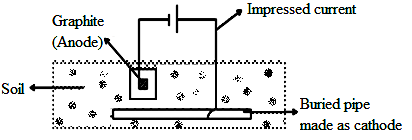 Graphite
(Anode)
Impressed current
Soil
Buried pipe
made as cathode